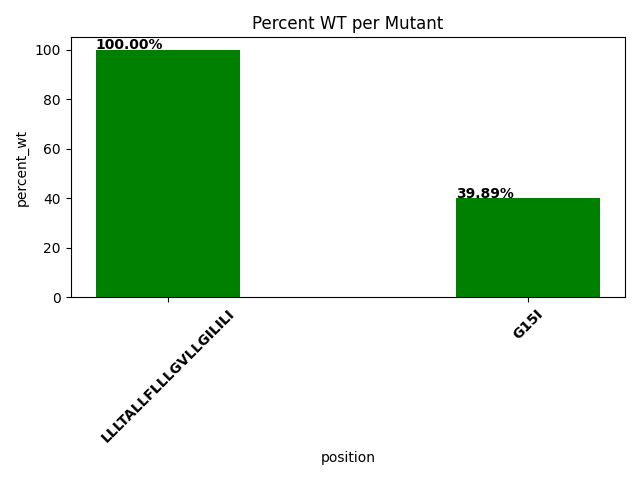 Percent WT per Mutant
percent_wt
100
80
60
40
20
0
100.00%
39.89%
LLLTALLFLLLGVLLGILILI
G15I
position